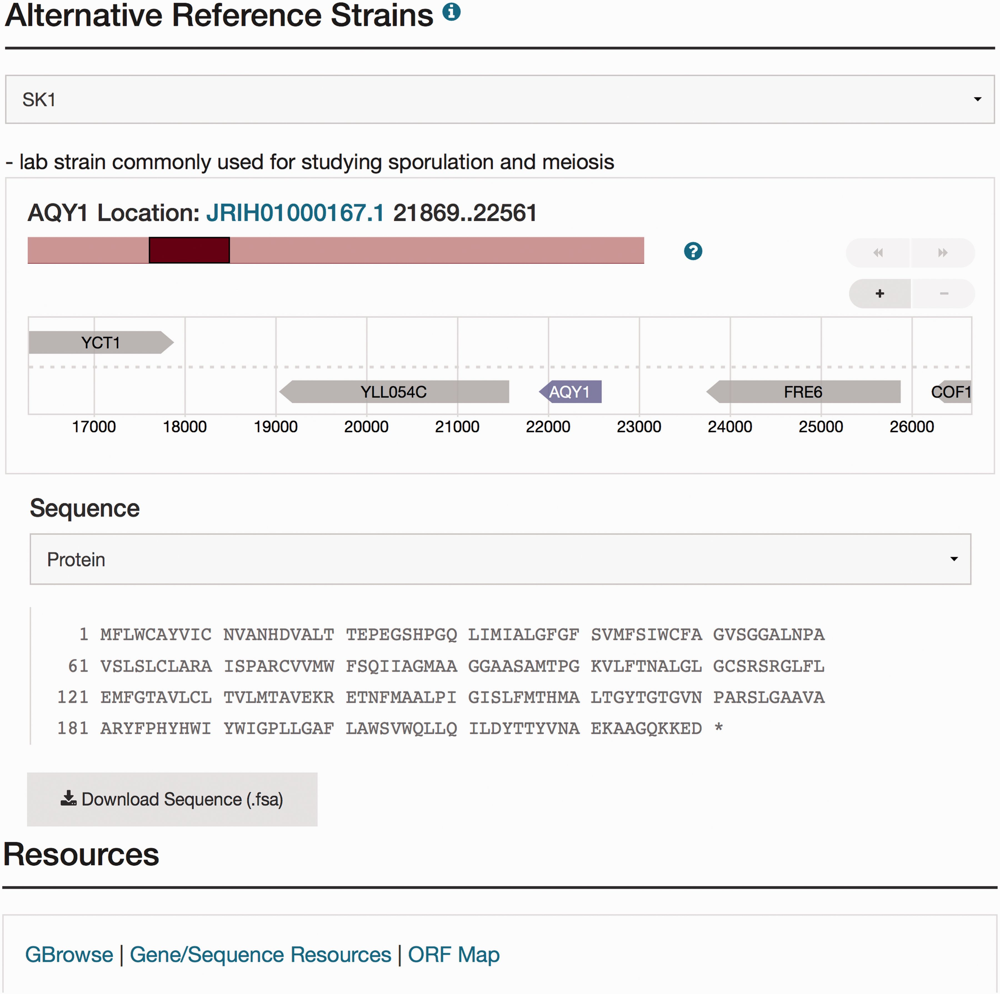 Alternative Reference Strains
SK1
- lab strain commonly used for studying sporulation and meiosis
AQY1 Location: JRIH01000167.1 21869..22561
YCT1
YLL054C AQY1 FRE6 COF1
17000 18000 19000 20000 21000 22000 23000 24000 25000 26000
Sequence
Protein
1 MFLWCAYVIC NVANHDVALT TEPEGSHPGQ LIMIALGFGF SVMFSIWCFA GVSGGALNPA
61 VSLSLCLARA ISPARCVVMW FSQIIAGMAA GGAASAMTPG KVLFTNALGL GCSRSRGLFL
121 EMFGTAVLCL TVLMTAVEKR ETNFMAALPI GISLFMTHMA LTGYTGTGVN PARSLGAAVA
181 ARYFPHYHWI YWIGPLLGAF LAWSVWQLLQ ILDYTTYVNA EKAAGQKKED *
Download Sequence (.fsa)
Resources
GBrowse | Gene/Sequence Resources | ORF Map